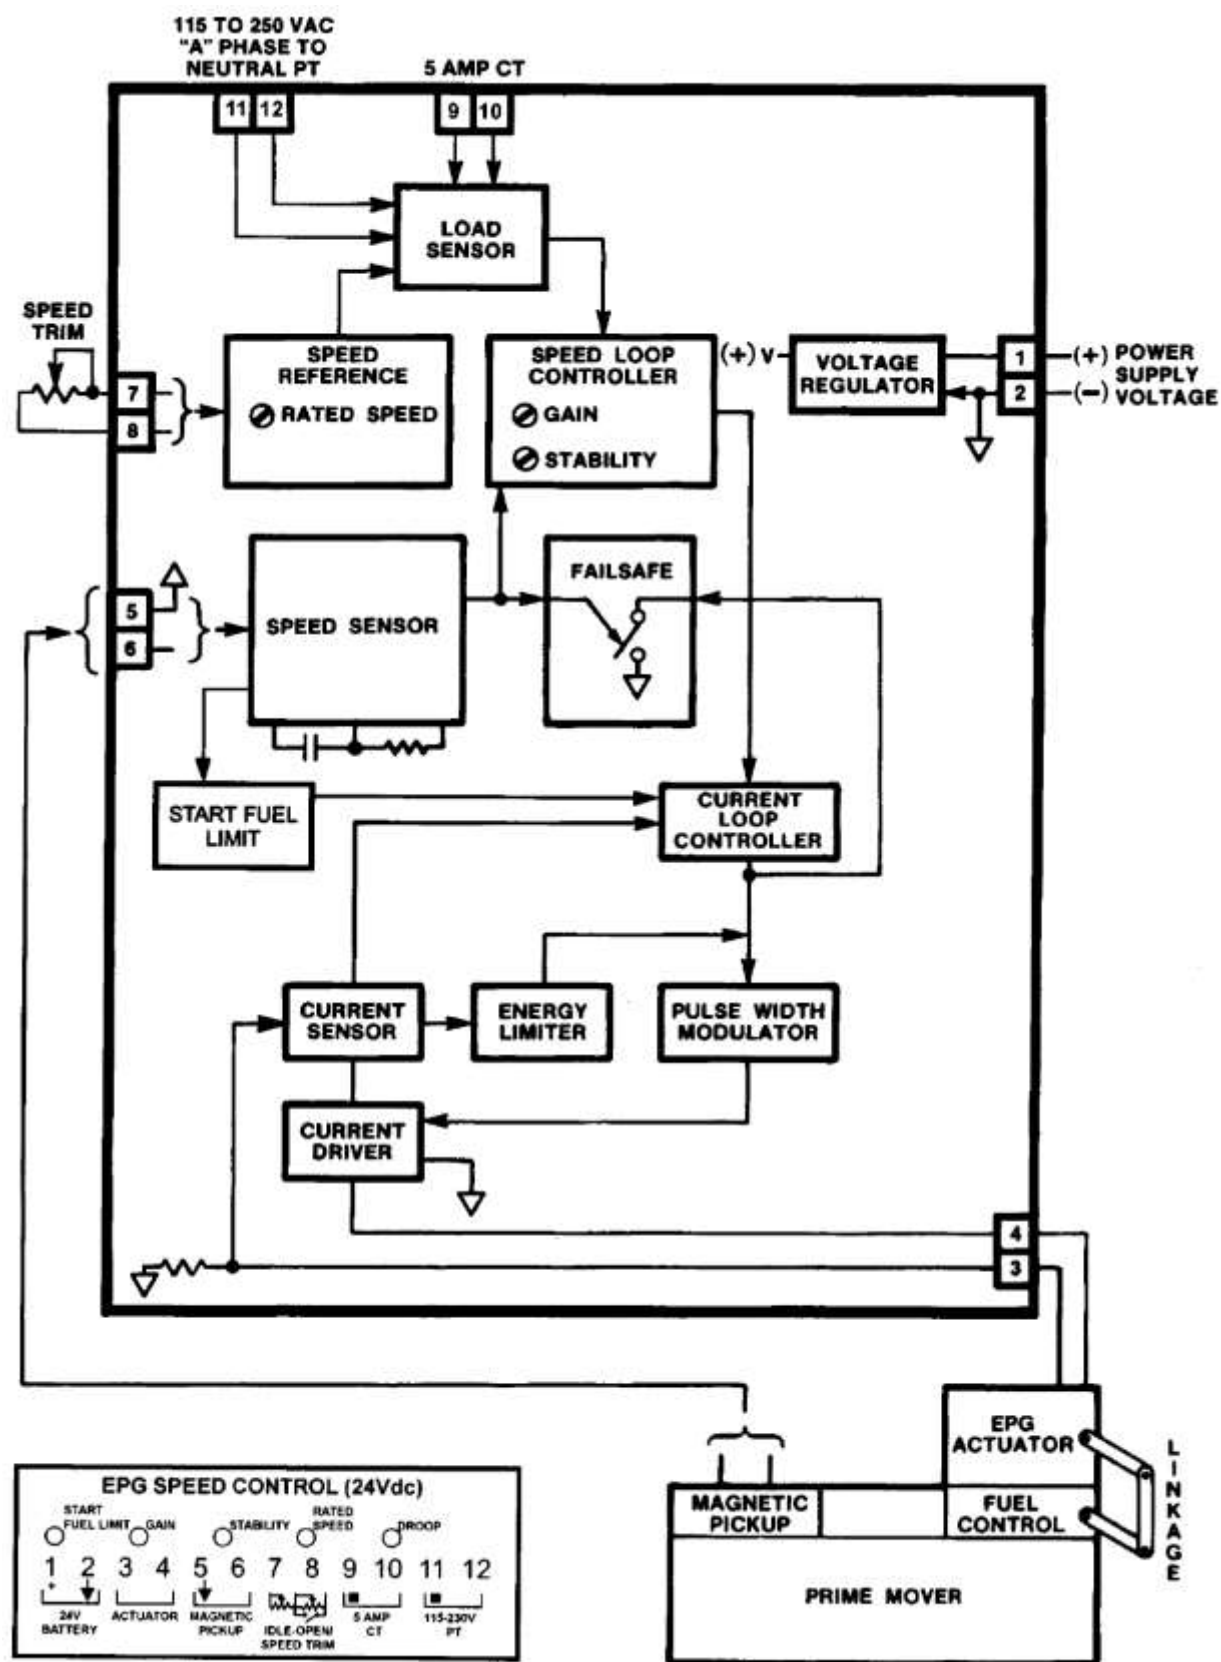 115 TO 250 VAC
"A" PHASE TO
NEUTRAL PT
5 AMP CT
11 12
9 10
LOAD
SENSOR
SPEED
TRIM
7
8
SPEED
REFERENCE
RATED SPEED
SPEED LOOP
CONTROLLER
GAIN
STABILITY
(+) V
VOLTAGE
REGULATOR
1
2
(+) POWER
SUPPLY
(-) VOLTAGE
5
6
SPEED SENSOR
FAILSAFE
START FUEL
LIMIT
CURRENT
LOOP
CONTROLLER
CURRENT
SENSOR
ENERGY
LIMITER
PULSE WIDTH
MODULATOR
CURRENT
DRIVER
4
3
EPG
ACTUATOR
LINKAGE
MAGNETIC
PICKUP
FUEL
CONTROL
PRIME MOVER
EPG SPEED CONTROL (24Vdc)
START
FUEL LIMIT
GAIN
STABILITY
RATED
SPEED
DROOP
1 2 3 4 5 6 7 8 9 10 11 12
+
24V
BATTERY
ACTUATOR
MAGNETIC
PICKUP
IDLE-OPEN/
SPEED TRIM
5 AMP
CT
115-230V
PT